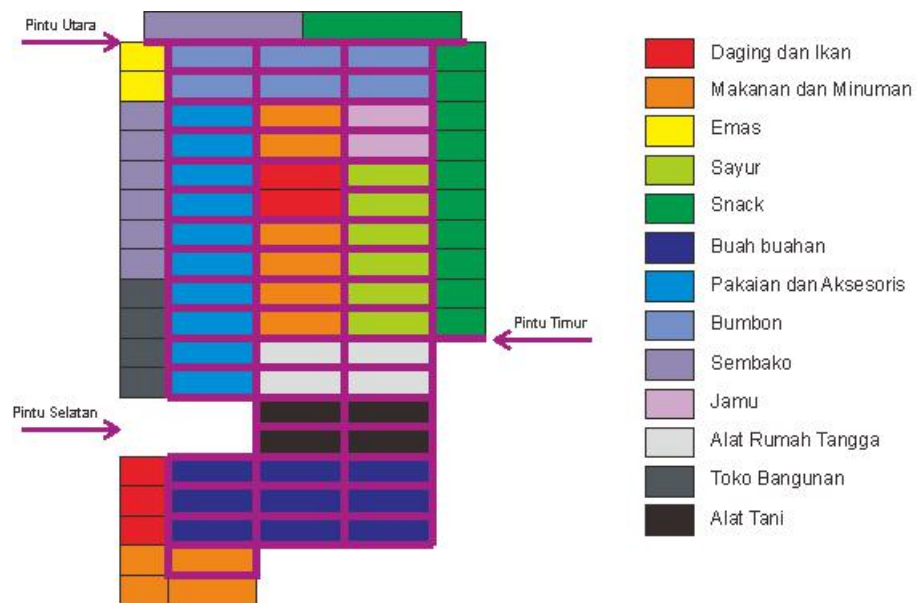 Pintu Utara
Pintu Timur
Pintu Selatan
Daging dan Ikan
Makanan dan Minuman
Emas
Sayur
Snack
Buah buahan
Pakaian dan Aksesoris
Bumbon
Sembako
Jamu
Alat Rumah Tangga
Toko Bangunan
Alat Tani